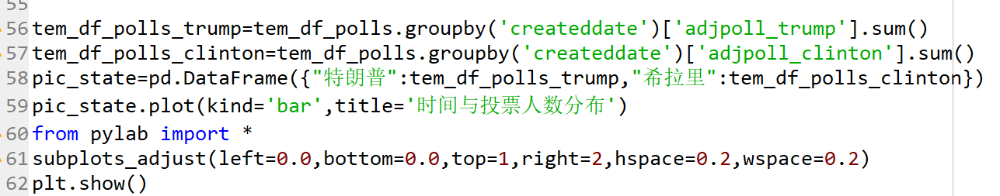 55
56 tem_df_polls_trump=tem_df_polls.groupby('createddate')['adjpoll_trump'].sum()
57 tem_df_polls_clinton=tem_df_polls.groupby('createddate')['adjpoll_clinton'].sum()
58 pic_state=pd.DataFrame({"特朗普":tem_df_polls_trump,"希拉里":tem_df_polls_clinton})
59 pic_state.plot(kind='bar',title='时间与投票人数分布')
60 from pylab import *
61 subplots_adjust(left=0.0,bottom=0.0,top=1,right=2,hspace=0.2,wspace=0.2)
62 plt.show()